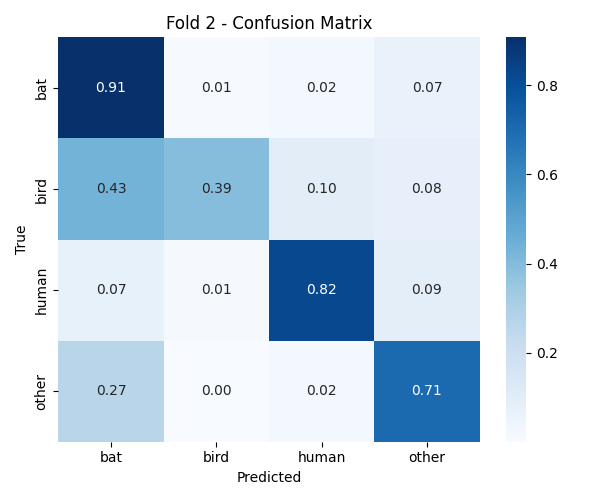 Fold 2 - Confusion Matrix
True
bat
0.91 0.01 0.02 0.07
bird
0.43 0.39 0.10 0.08
human
0.07 0.01 0.82 0.09
other
0.27 0.00 0.02 0.71
bat bird human other
Predicted
0.8
0.6
0.4
0.2